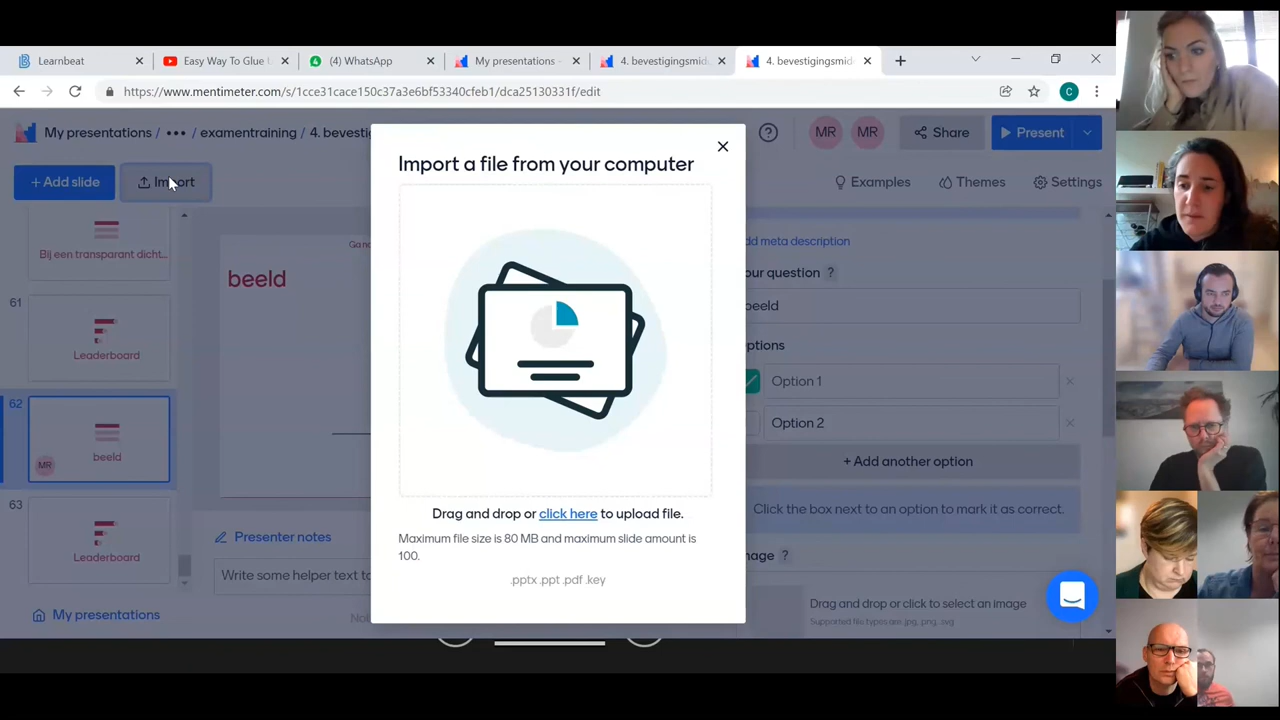 Learnbeat
Easy Way To Glue
(4) WhatsApp
My presentations -
4. bevestigingsmid
4. bevestigingsmid
https://www.mentimeter.com/s/1cce31cace150c37a3e6bf53340cfeb1/dca25130331f/edit
C
My presentations / ••• / examentraining / 4. bevestig
MR
MR
Share
Present
+ Add slide
Import
Examples
Themes
Settings
Import a file from your computer
Bij een transparant dicht...
61
Leaderboard
62
MR
beeld
63
Leaderboard
My presentations
Ga na
beeld
Presenter notes
Write some helper text to
Drag and drop or click here to upload file.
Maximum file size is 80 MB and maximum slide amount is
100.
.pptx .ppt .pdf .key
dd meta description
our question ?
beeld
ptions
Option 1
Option 2
+ Add another option
Click the box next to an option to mark it as correct.
mage ?
Drag and drop or click to select an image
Supported file types are .jpg, .png, .svg